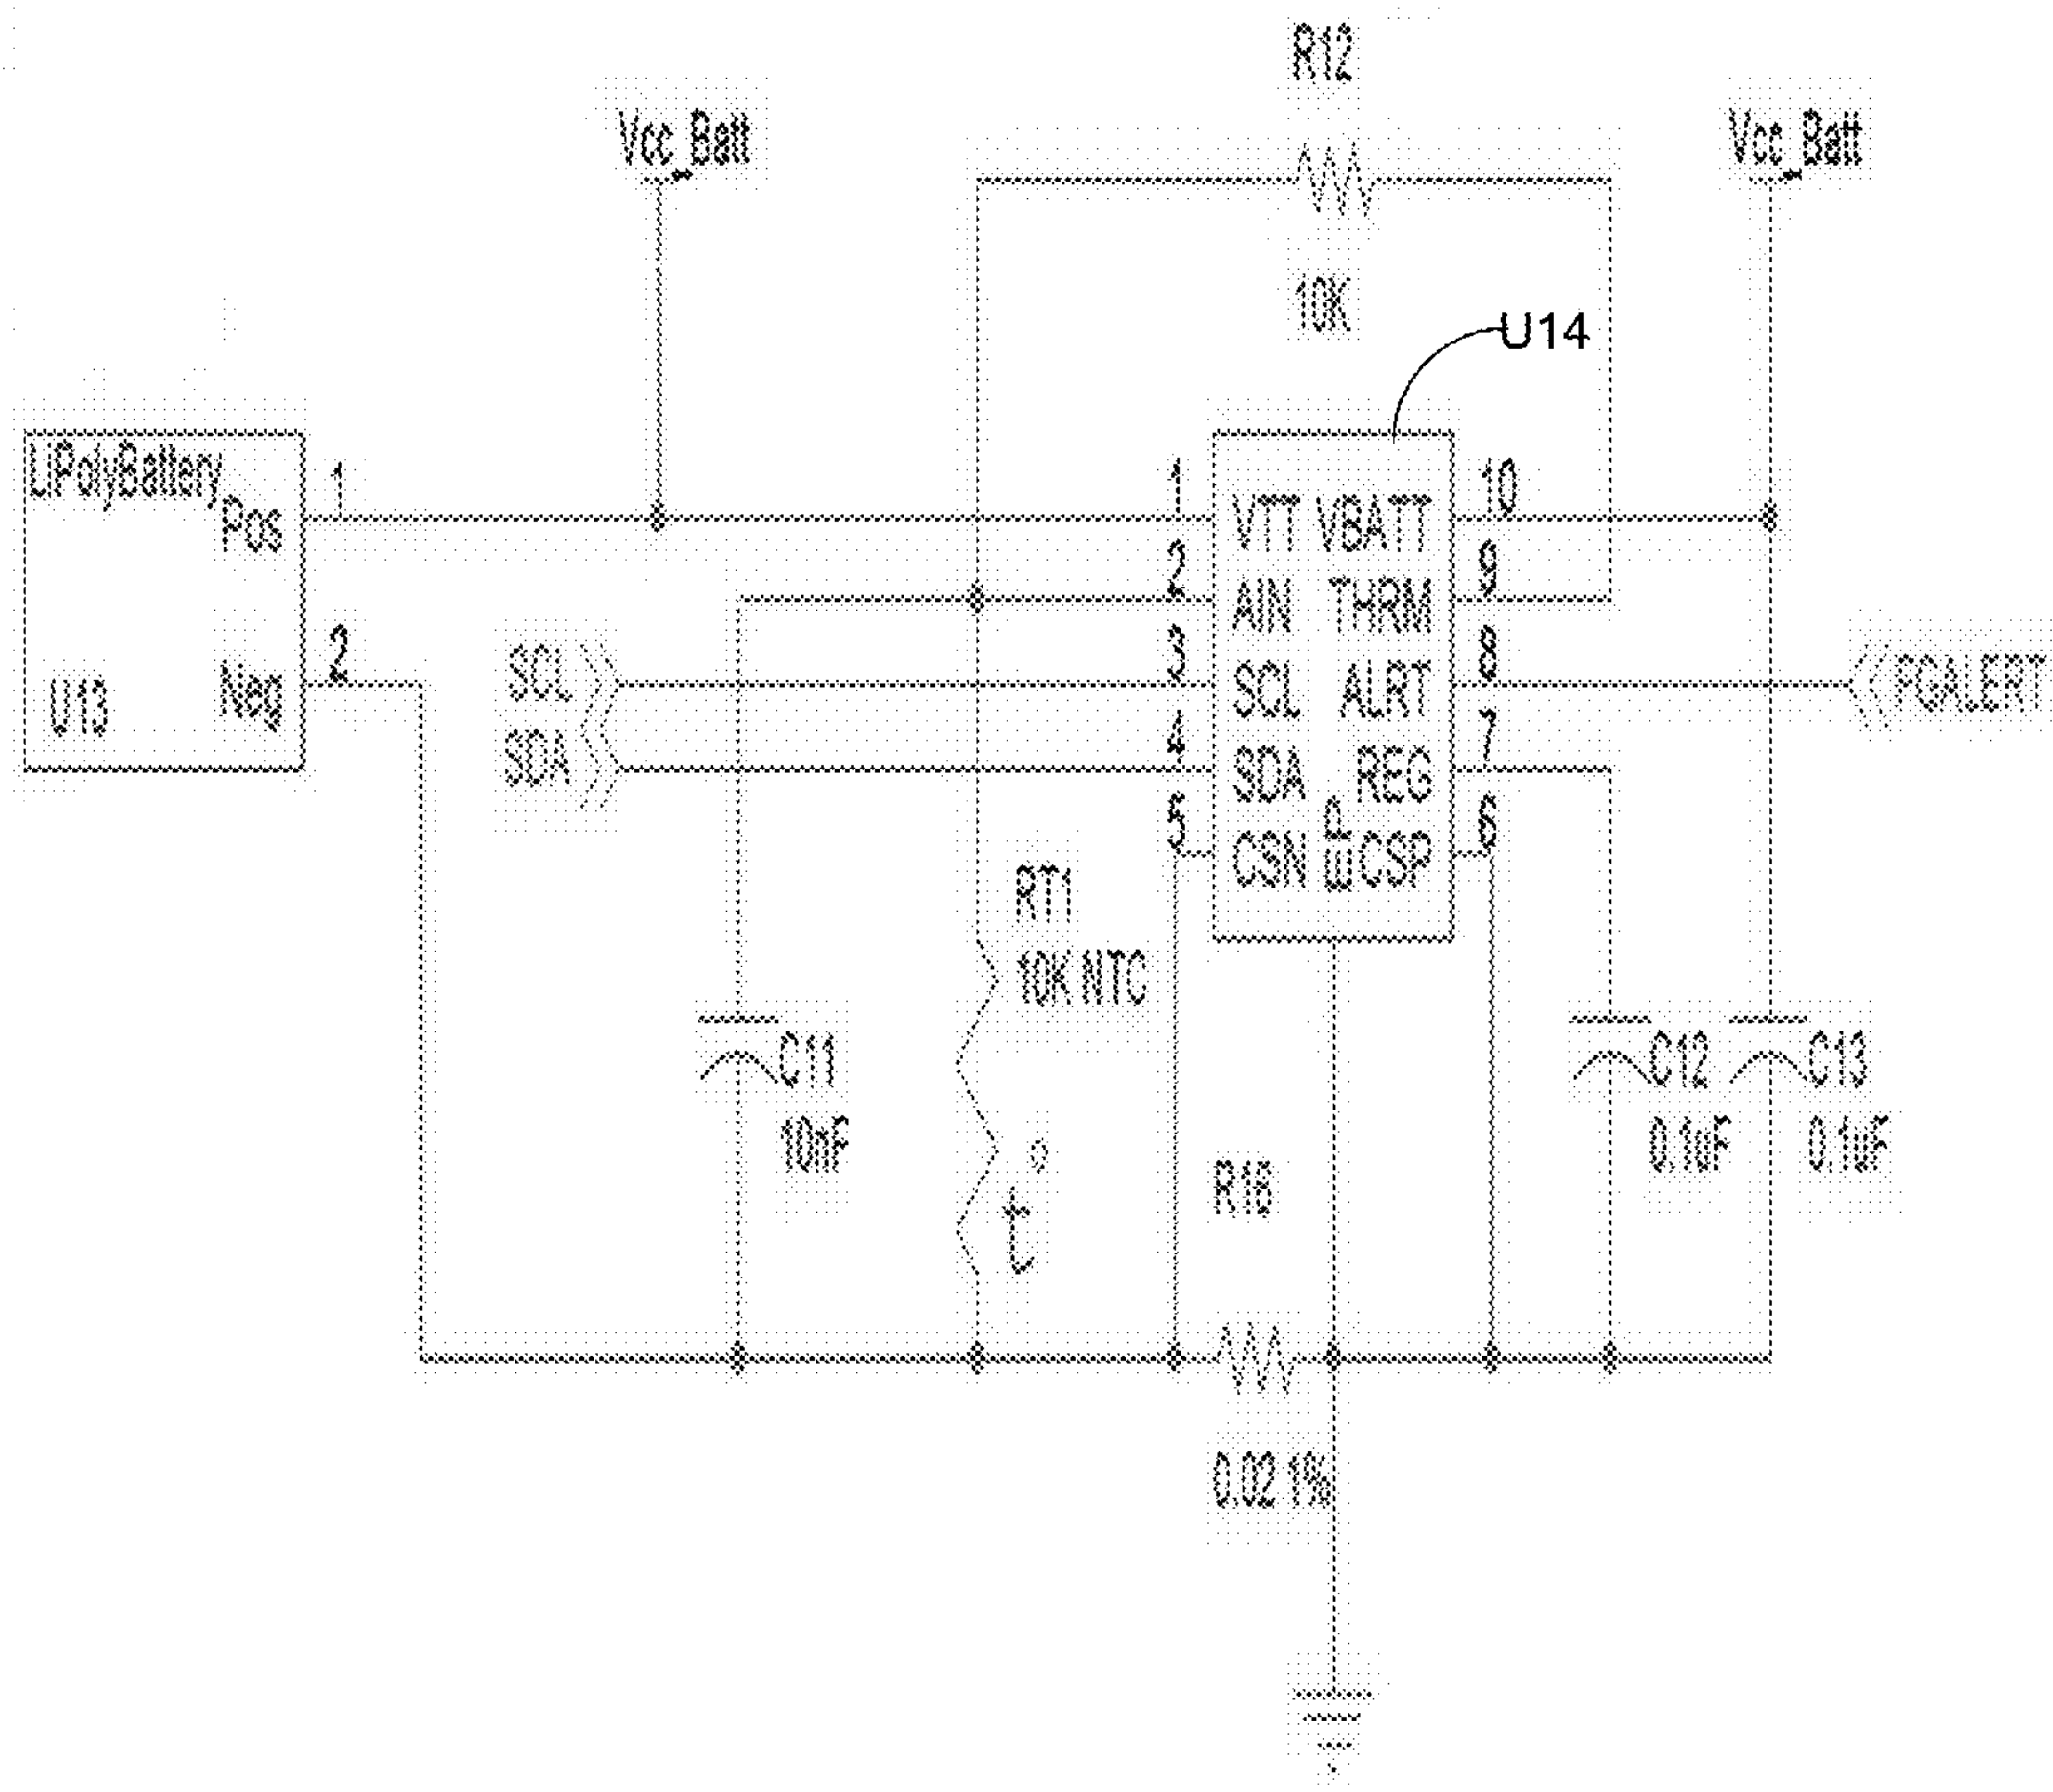 R12
Vcc_Batt
Vcc_Batt
10K
U14
LiPolyBattery
Pos
Neg
U13
1
2
SCL
SDA
1
2
3
4
5
VTT VBATT
AIN THRM
SCL ALRT
SDA REG
CSN EP CSP
10
9
8
7
6
FGALERT
RT1
10K NTC
t°
C11
10nF
R16
0.02 1%
C12
0.1uF
C13
0.1uF